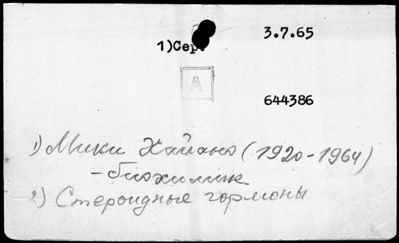 3.7.65
1)Сер.
А
644386
1) Мики Хайано (1920-1964)
-биохимик
2) Стероидные гормоны